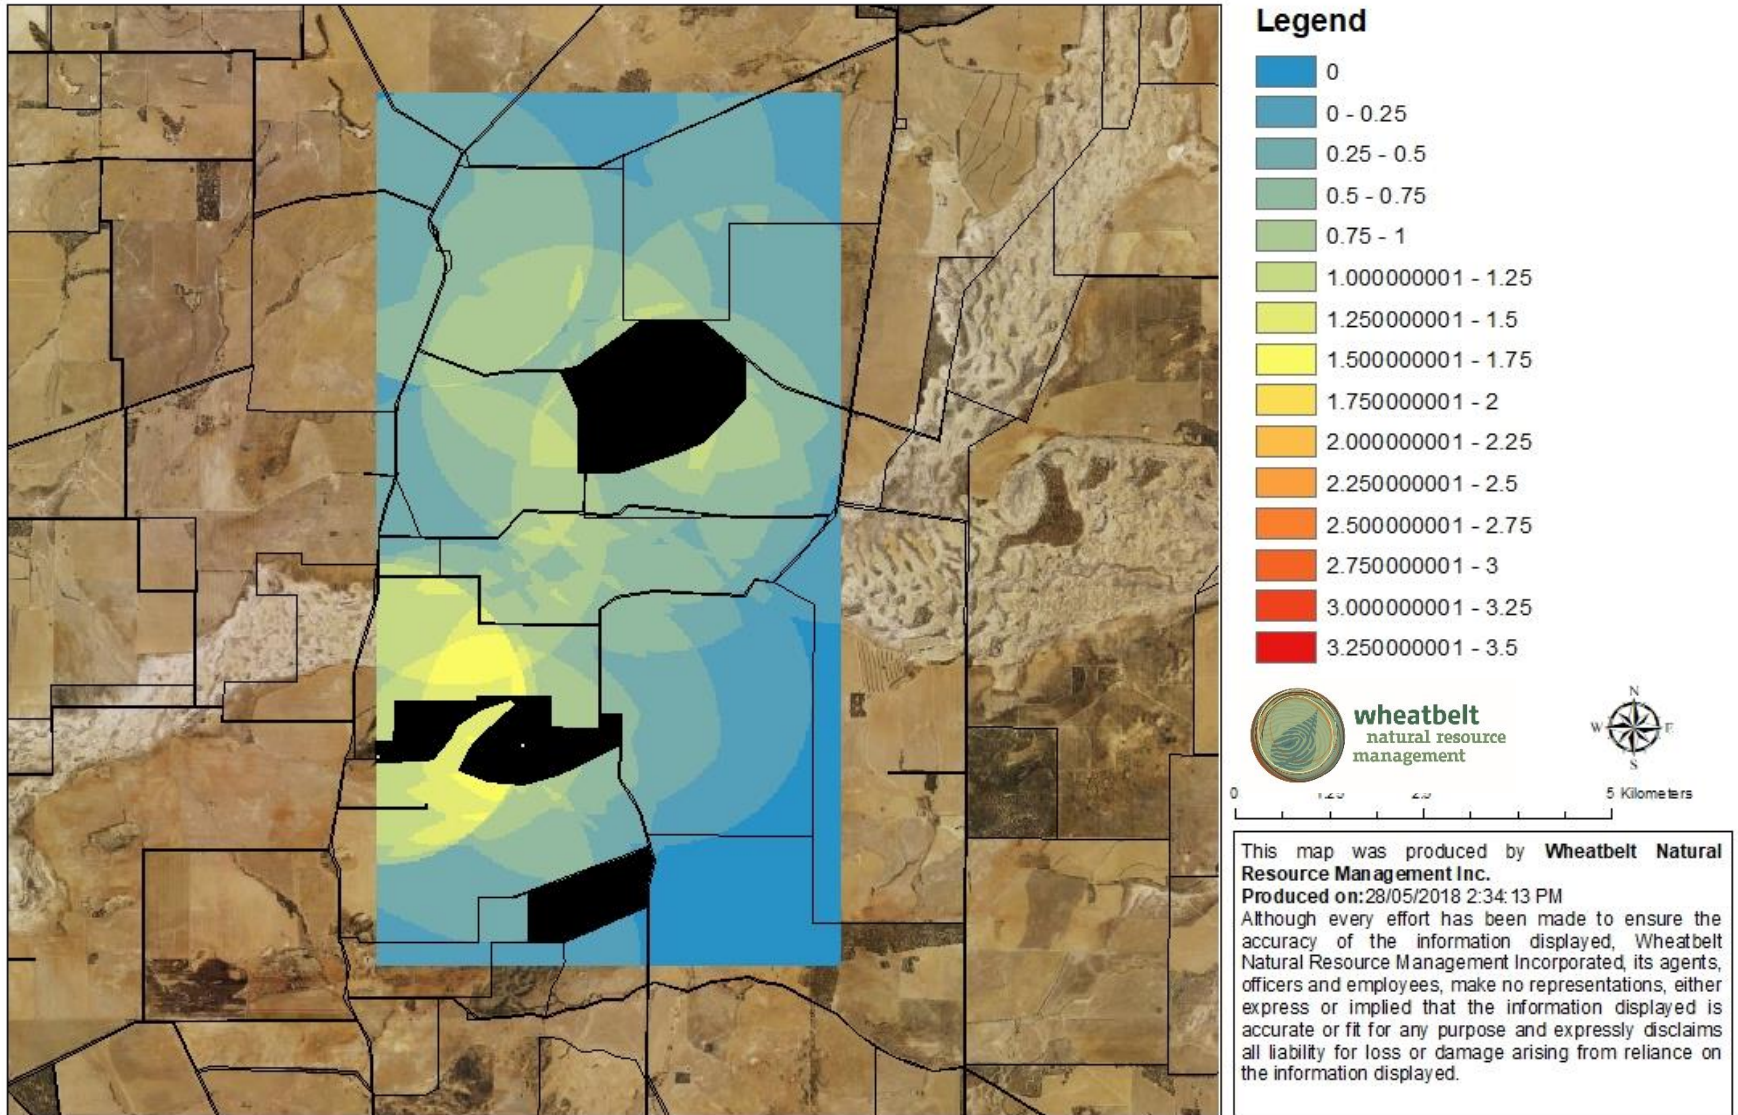 Legend
0
0 - 0.25
0.25 - 0.5
0.5 - 0.75
0.75 - 1
1.000000001 - 1.25
1.250000001 - 1.5
1.500000001 - 1.75
1.750000001 - 2
2.000000001 - 2.25
2.250000001 - 2.5
2.500000001 - 2.75
2.750000001 - 3
3.000000001 - 3.25
3.250000001 - 3.5
wheatbelt
natural resource
management
N
W E
S
0 1.25 2.5 5 Kilometers
This map was produced by Wheatbelt Natural
Resource Management Inc.
Produced on:28/05/2018 2:34:13 PM
Although every effort has been made to ensure the
accuracy of the information displayed, Wheatbelt
Natural Resource Management Incorporated, its agents,
officers and employees, make no representations, either
express or implied that the information displayed is
accurate or fit for any purpose and expressly disclaims
all liability for loss or damage arising from reliance on
the information displayed.